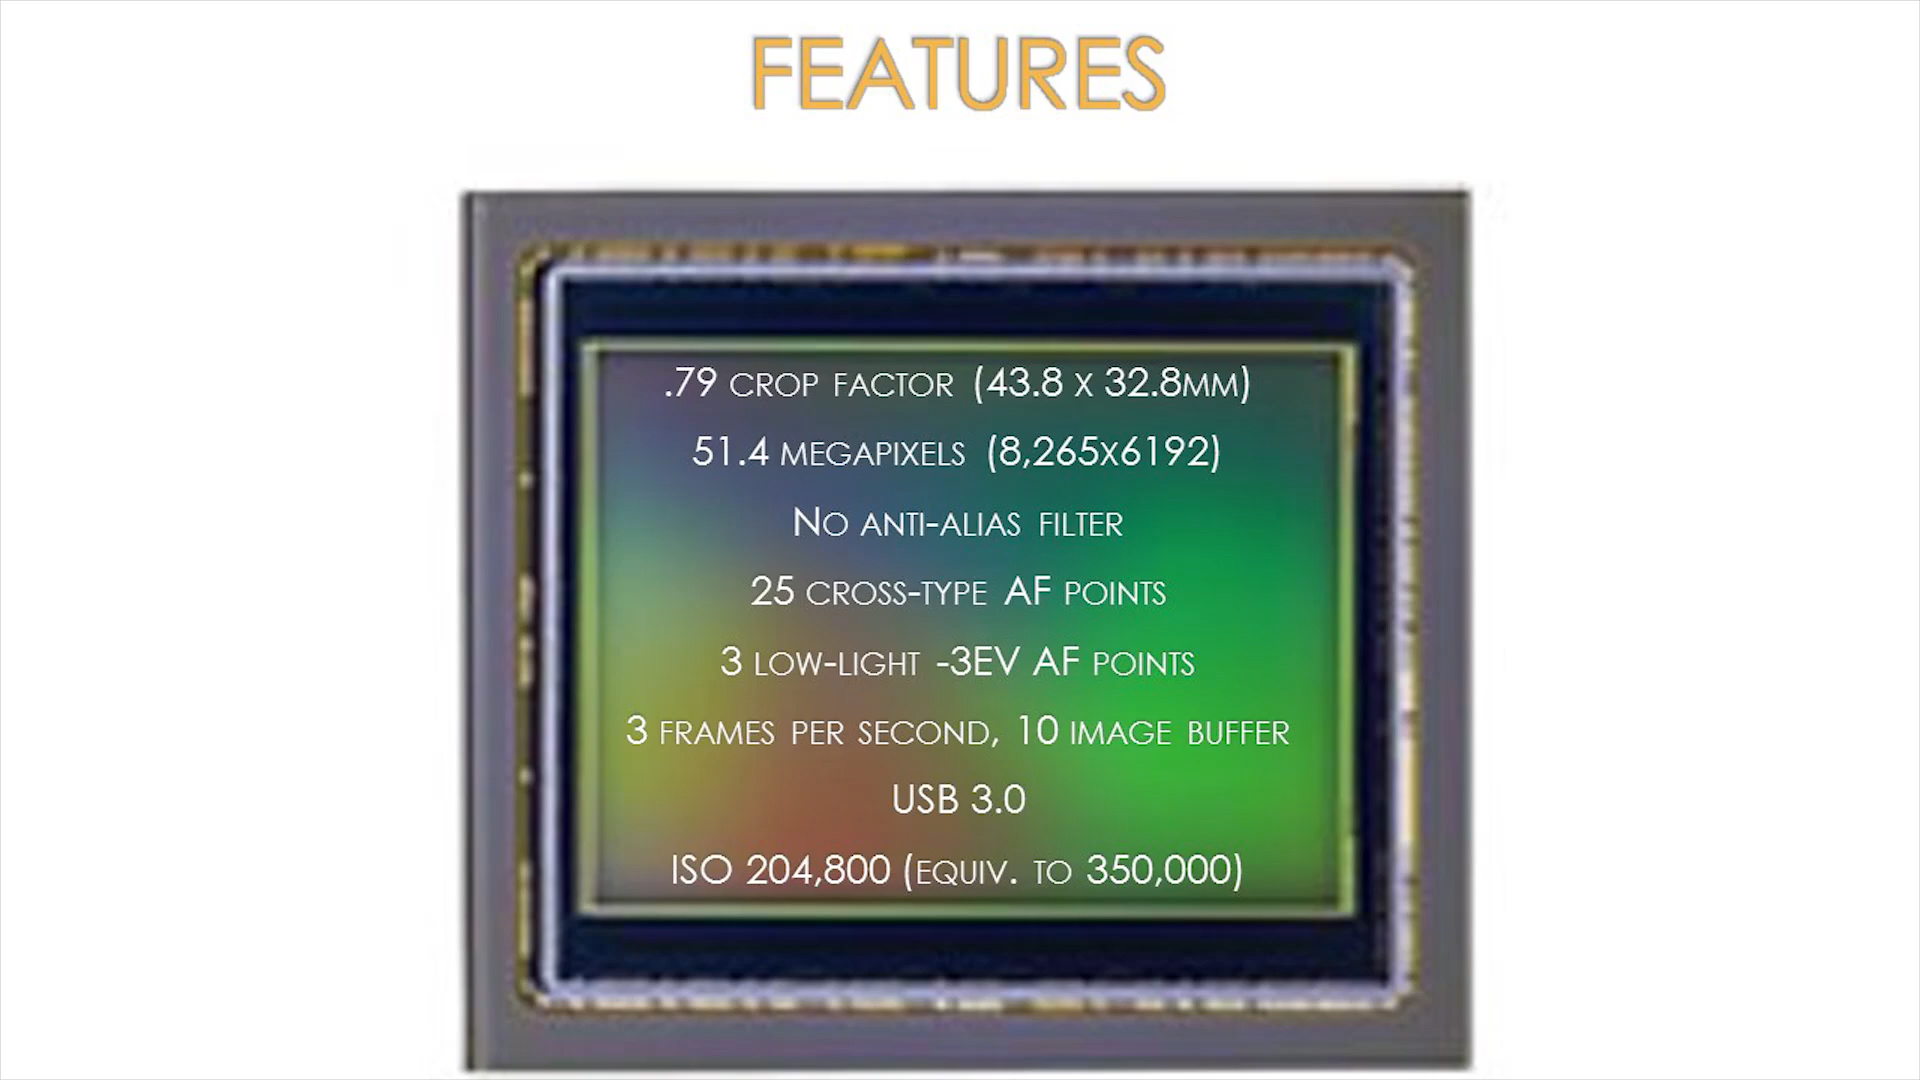 FEATURES
.79 CROP FACTOR (43.8 X 32.8MM)
51.4 MEGAPIXELS (8,265X6192)
NO ANTI-ALIAS FILTER
25 CROSS-TYPE AF POINTS
3 LOW-LIGHT -3EV AF POINTS
3 FRAMES PER SECOND, 10 IMAGE BUFFER
USB 3.0
ISO 204,800 (EQUIV. TO 350,000)